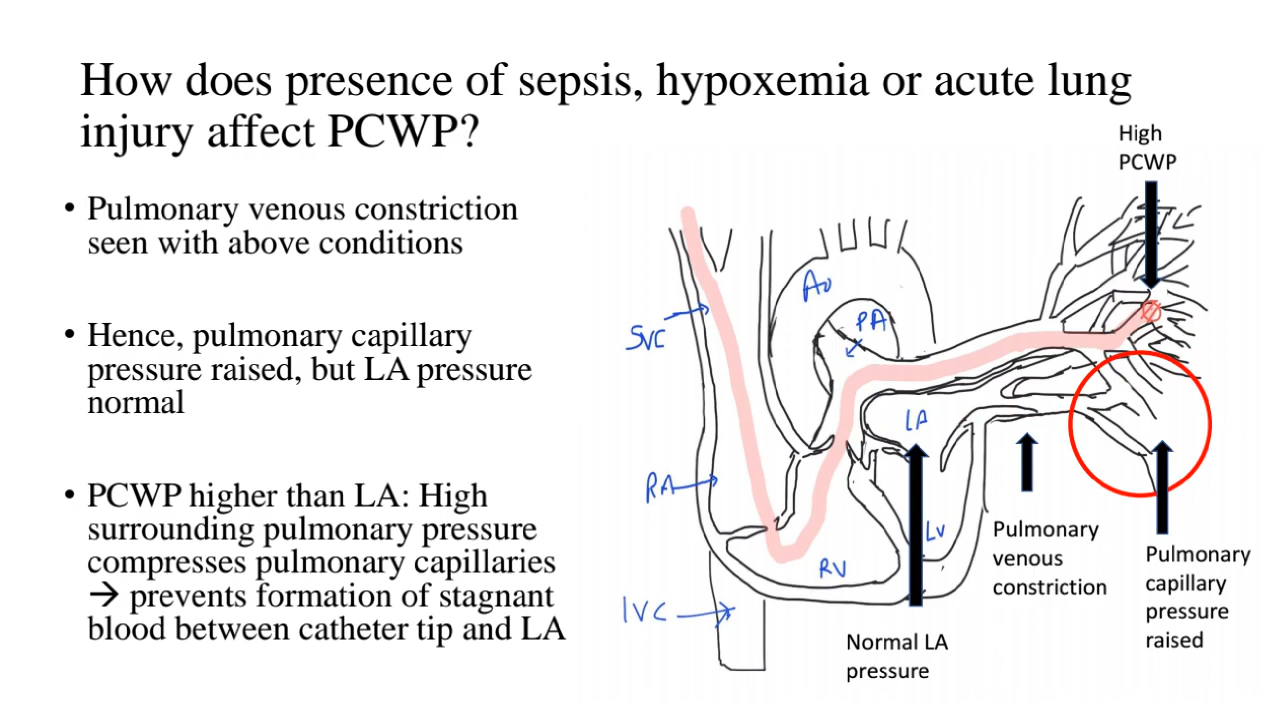 How does presence of sepsis, hypoxemia or acute lung
injury affect PCWP?
• Pulmonary venous constriction
seen with above conditions
• Hence, pulmonary capillary
pressure raised, but LA pressure
normal
• PCWP higher than LA: High
surrounding pulmonary pressure
compresses pulmonary capillaries
→ prevents formation of stagnant
blood between catheter tip and LA
High
PCWP
Ao
PA
SVC
LA
RA
Lv
RV
IVC
Pulmonary
venous
constriction
Pulmonary
capillary
pressure
raised
Normal LA
pressure